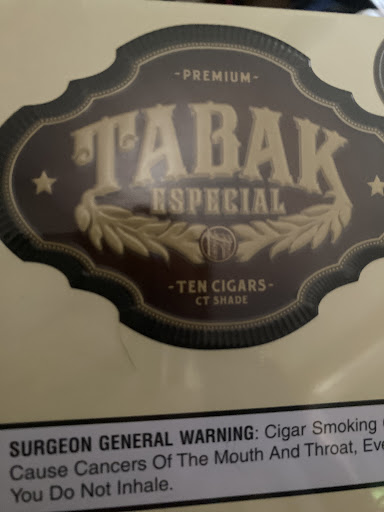 -PREMIUM-
TABAK
ESPECIAL
-TEN CIGARS-
CT SHADE
SURGEON GENERAL WARNING: Cigar Smoking
Cause Cancers Of The Mouth And Throat,
You Do Not Inhale.